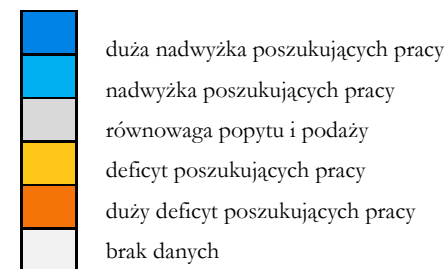 duża nadwyżka poszukujących pracy
nadwyżka poszukujących pracy
równowaga popytu i podaży
deficyt poszukujących pracy
duży deficyt poszukujących pracy
brak danych